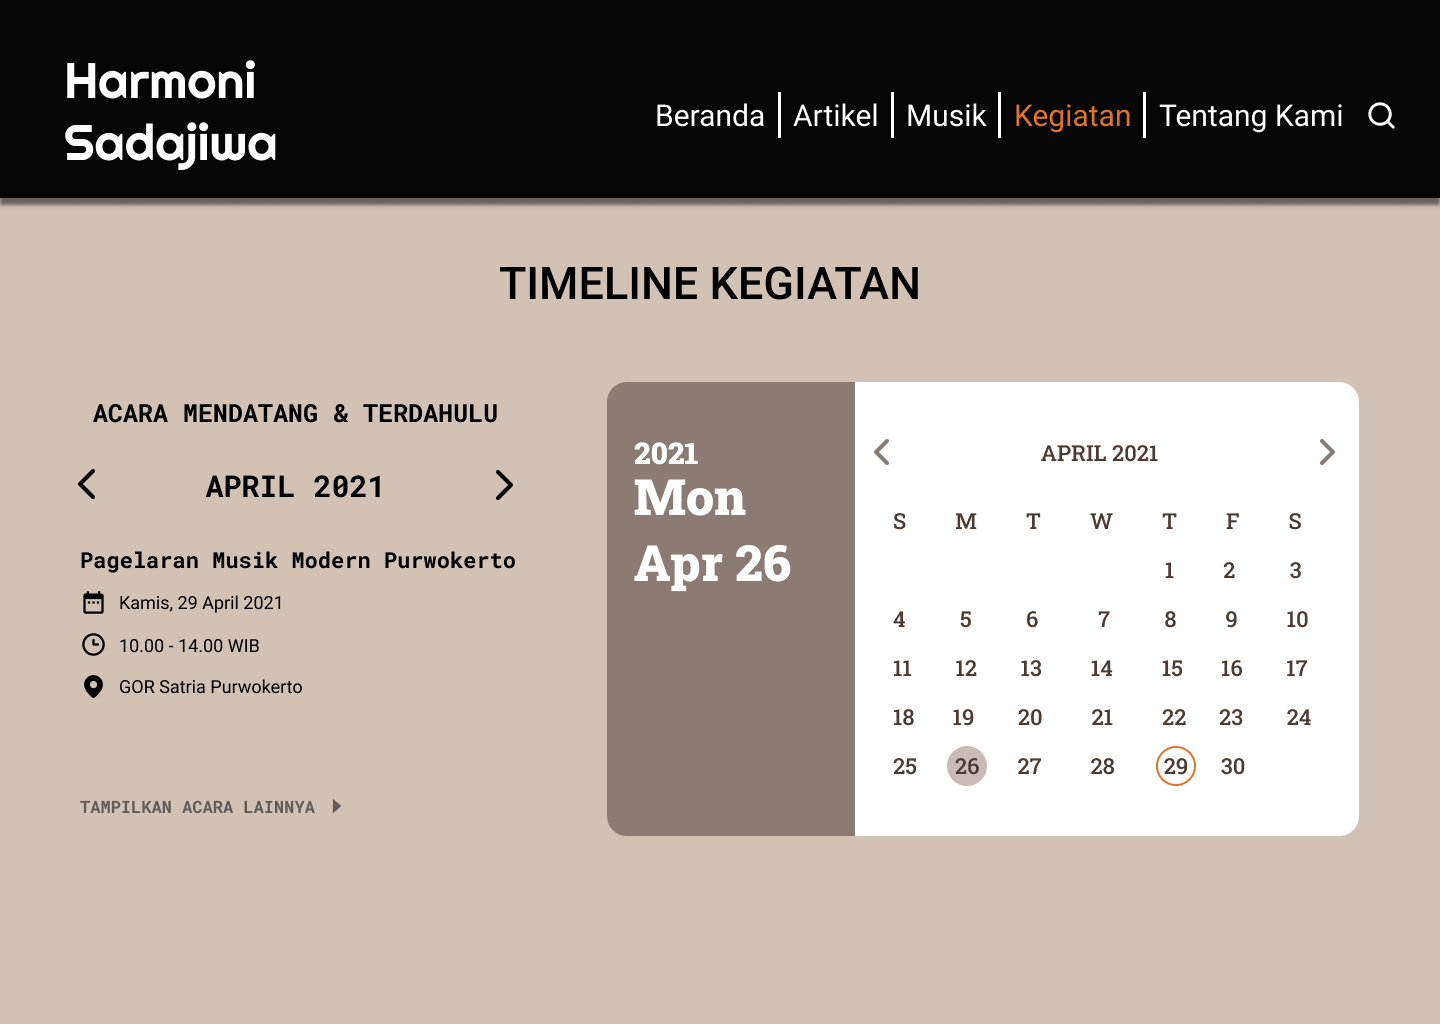 Harmoni
Sadajiwa
Beranda Artikel Musik Kegiatan Tentang Kami
TIMELINE KEGIATAN
ACARA MENDATANG & TERDAHULU
APRIL 2021
Pagelaran Musik Modern Purwokerto
Kamis, 29 April 2021
10.00 - 14.00 WIB
GOR Satria Purwokerto
TAMPILKAN ACARA LAINNYA
2021
Mon
Apr 26
APRIL 2021
S M T W T F S
1 2 3
4 5 6 7 8 9 10
11 12 13 14 15 16 17
18 19 20 21 22 23 24
25 26 27 28 29 30